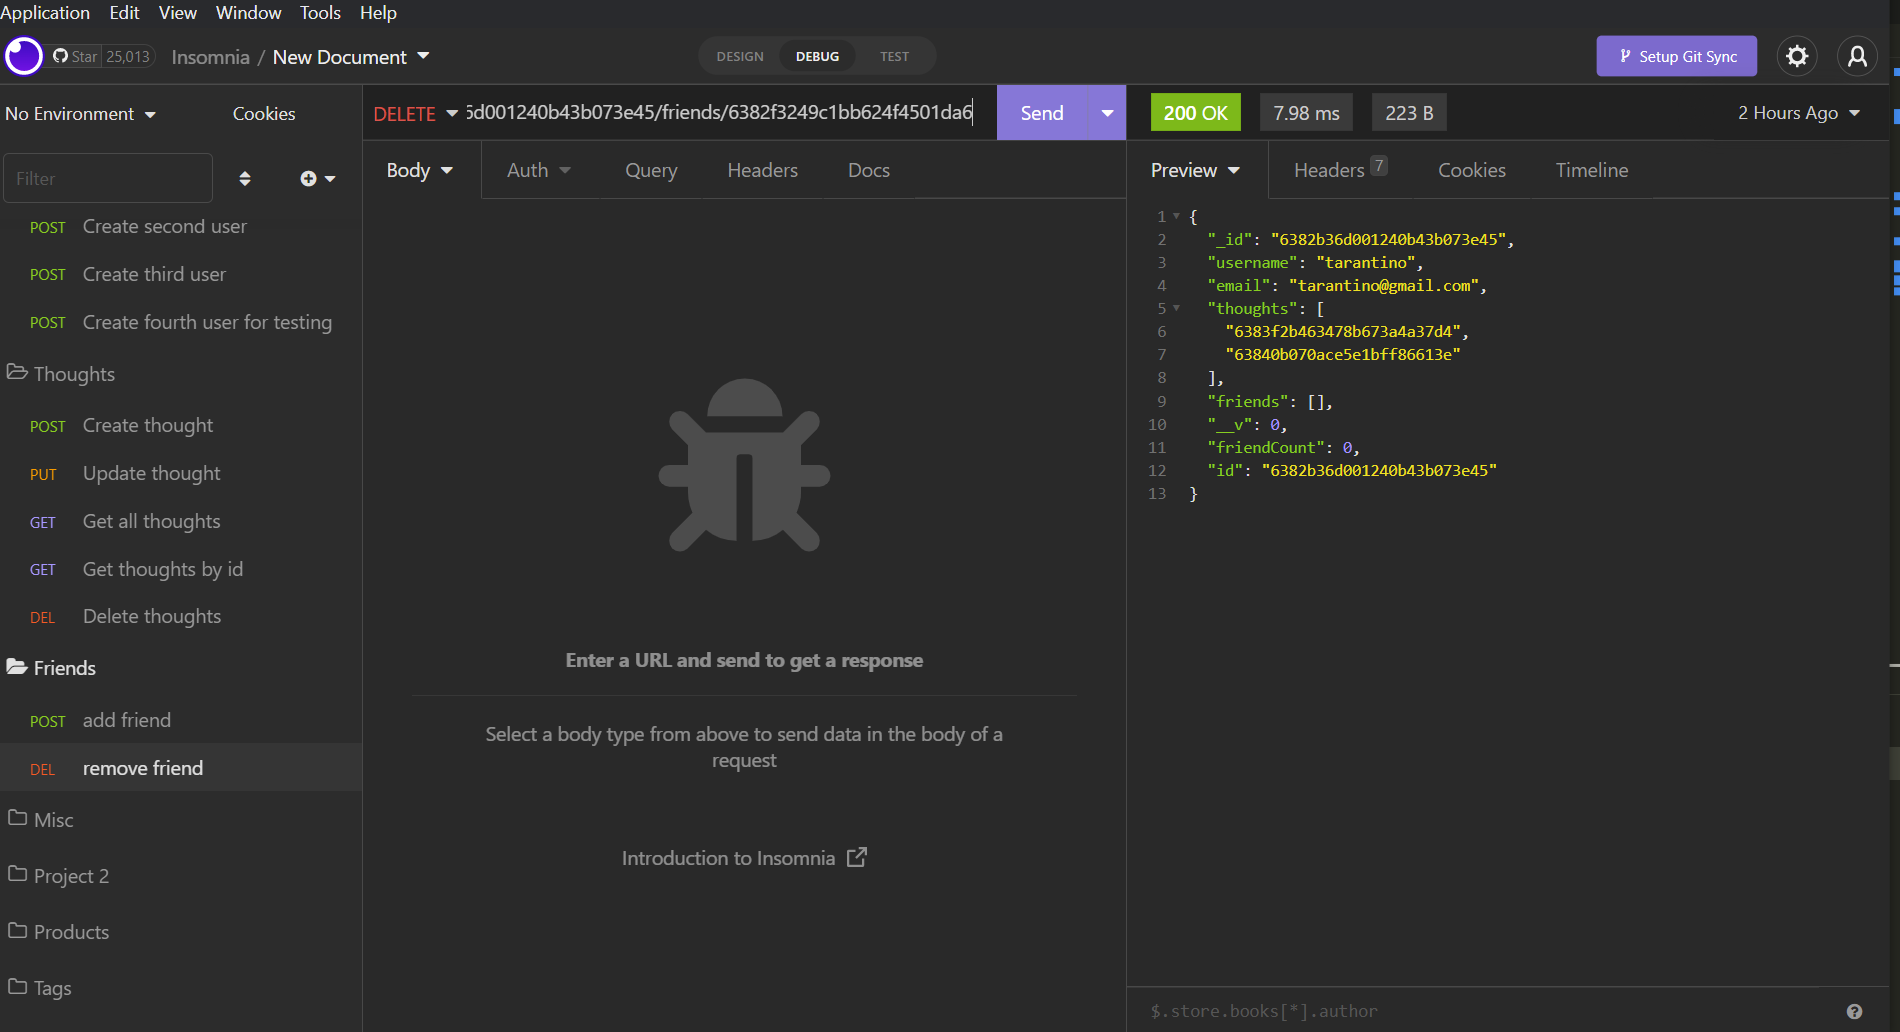 Application Edit View Window Tools Help
Star 25,013 Insomnia / New Document DESIGN DEBUG TEST Setup Git Sync
No Environment Cookies
DELETE 5d001240b43b073e45/friends/6382f3249c1bb624f4501da6 Send
200 OK 7.98 ms 223 B 2 Hours Ago
Filter
Body Auth Query Headers Docs
Preview Headers 7 Cookies Timeline
POST Create second user
POST Create third user
POST Create fourth user for testing
Thoughts
POST Create thought
PUT Update thought
GET Get all thoughts
GET Get thoughts by id
DEL Delete thoughts
Friends
POST add friend
DEL remove friend
Misc
Project 2
Products
Tags
Enter a URL and send to get a response
Select a body type from above to send data in the body of a
request
Introduction to Insomnia
1 {
2 "_id": "6382b36d001240b43b073e45",
3 "username": "tarantino",
4 "email": "tarantino@gmail.com",
5 "thoughts": [
6 "6383f2b463478b673a4a37d4",
7 "63840b070ace5e1bff86613e"
8 ],
9 "friends": [],
10 "__v": 0,
11 "friendCount": 0,
12 "id": "6382b36d001240b43b073e45"
13 }
$.store.books[*].author